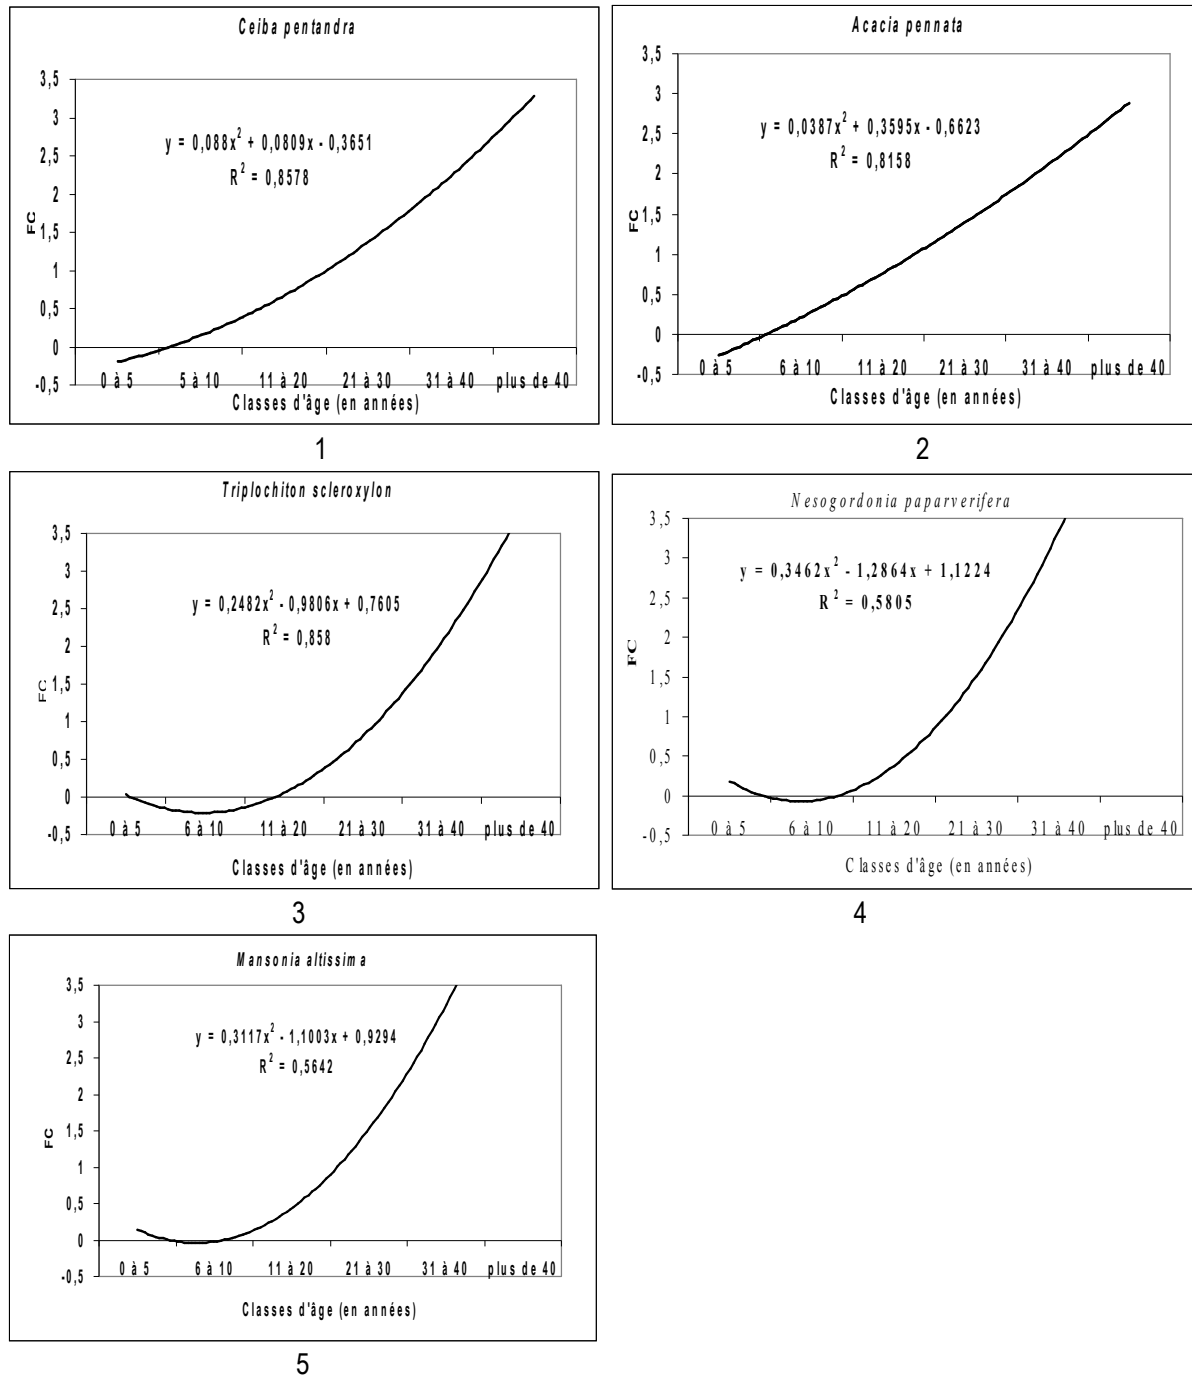 Ceiba pentandra
3,5
3
2,5
2
1,5
1
0,5
0
-0,5
FC
y = 0,088x² + 0,0809x - 0,3651
R² = 0,8578
0 à 5 5 à 10 11 à 20 21 à 30 31 à 40 plus de 40
Classes d'âge (en années)
1
Acacia pennata
3,5
3
2,5
2
1,5
1
0,5
0
-0,5
FC
y = 0,0387x² + 0,3595x - 0,6623
R² = 0,8158
0 à 5 6 à 10 11 à 20 21 à 30 31 à 40 plus de 40
Classes d'âge (en années)
2
Triplochiton scleroxylon
3,5
3
2,5
2
1,5
1
0,5
0
-0,5
FC
y = 0,2482x² - 0,9806x + 0,7605
R² = 0,858
0 à 5 6 à 10 11 à 20 21 à 30 31 à 40 plus de 40
Classes d'âge (en années)
3
Nesogordonia paparverifera
3,5
3
2,5
2
1,5
1
0,5
0
-0,5
FC
y = 0,3462x² - 1,2864x + 1,1224
R² = 0,5805
0 à 5 6 à 10 11 à 20 21 à 30 31 à 40 plus de 40
Classes d'âge (en années)
4
Mansonia altissima
3,5
3
2,5
2
1,5
1
0,5
0
-0,5
FC
y = 0,3117x² - 1,1003x + 0,9294
R² = 0,5642
0 à 5 6 à 10 11 à 20 21 à 30 31 à 40 plus de 40
Classes d'âge (en années)
5